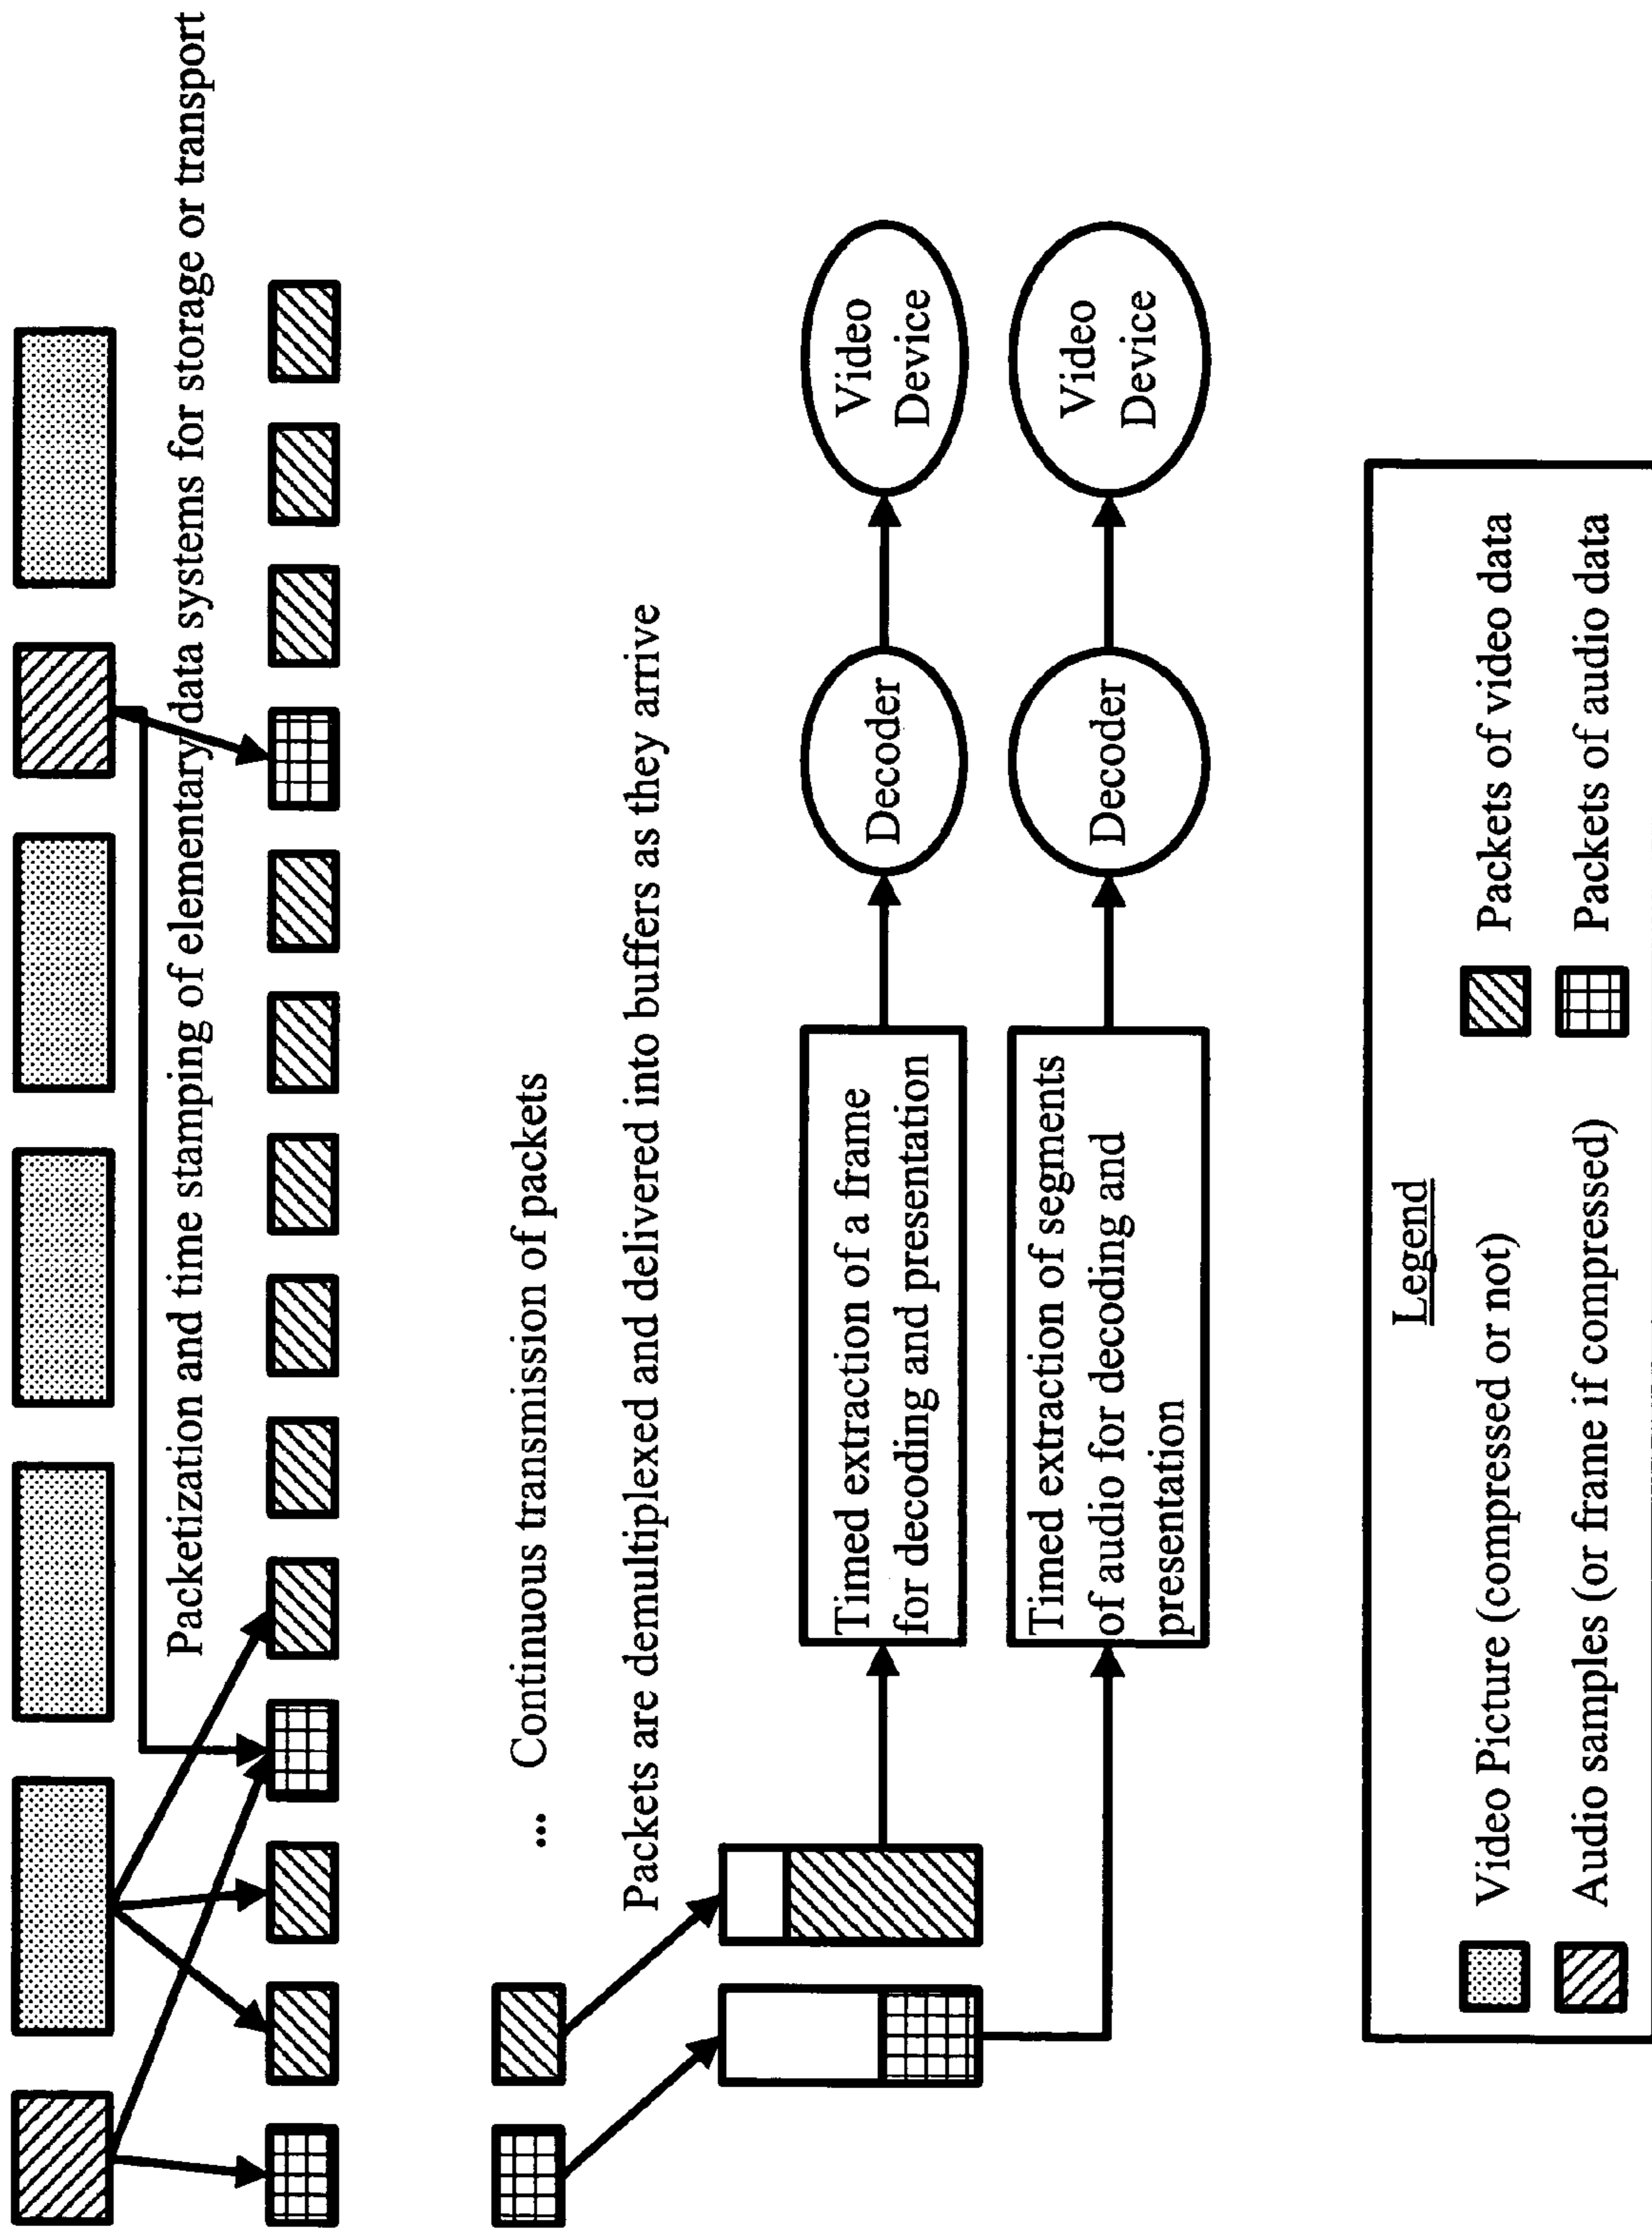 Packetization and time stamping of elementary data systems for storage or transport
... Continuous transmission of packets
Packets are demultiplexed and delivered into buffers as they arrive
Timed extraction of a frame
for decoding and presentation
Decoder
Video
Device
Timed extraction of segments
of audio for decoding and
presentation
Decoder
Video
Device
Legend
Video Picture (compressed or not)
Packets of video data
Audio samples (or frame if compressed)
Packets of audio data